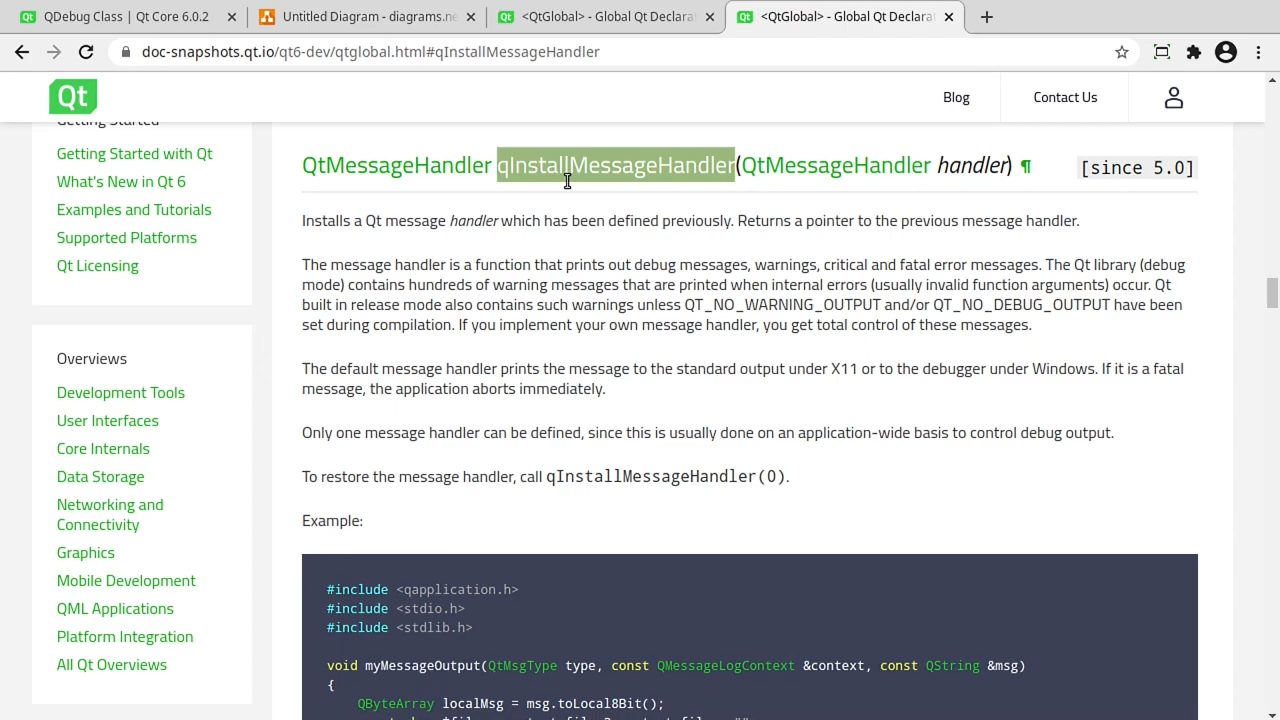 QDebug Class | Qt Core 6.0.2
Untitled Diagram - diagrams.ne
<QtGlobal> - Global Qt Declarat
<QtGlobal> - Global Qt Declarat
doc-snapshots.qt.io/qt6-dev/qtglobal.html#qInstallMessageHandler
Qt
Blog
Contact Us
Getting Started
Getting Started with Qt
What's New in Qt 6
Examples and Tutorials
Supported Platforms
Qt Licensing
Overviews
Development Tools
User Interfaces
Core Internals
Data Storage
Networking and
Connectivity
Graphics
Mobile Development
QML Applications
Platform Integration
All Qt Overviews
QtMessageHandler qInstallMessageHandler(QtMessageHandler handler) ¶ [since 5.0]
Installs a Qt message handler which has been defined previously. Returns a pointer to the previous message handler.
The message handler is a function that prints out debug messages, warnings, critical and fatal error messages. The Qt library (debug
mode) contains hundreds of warning messages that are printed when internal errors (usually invalid function arguments) occur. Qt
built in release mode also contains such warnings unless QT_NO_WARNING_OUTPUT and/or QT_NO_DEBUG_OUTPUT have been
set during compilation. If you implement your own message handler, you get total control of these messages.
The default message handler prints the message to the standard output under X11 or to the debugger under Windows. If it is a fatal
message, the application aborts immediately.
Only one message handler can be defined, since this is usually done on an application-wide basis to control debug output.
To restore the message handler, call qInstallMessageHandler(0).
Example:
#include <qapplication.h>
#include <stdio.h>
#include <stdlib.h>
void myMessageOutput(QtMsgType type, const QMessageLogContext &context, const QString &msg)
{
QByteArray localMsg = msg.toLocal8Bit();